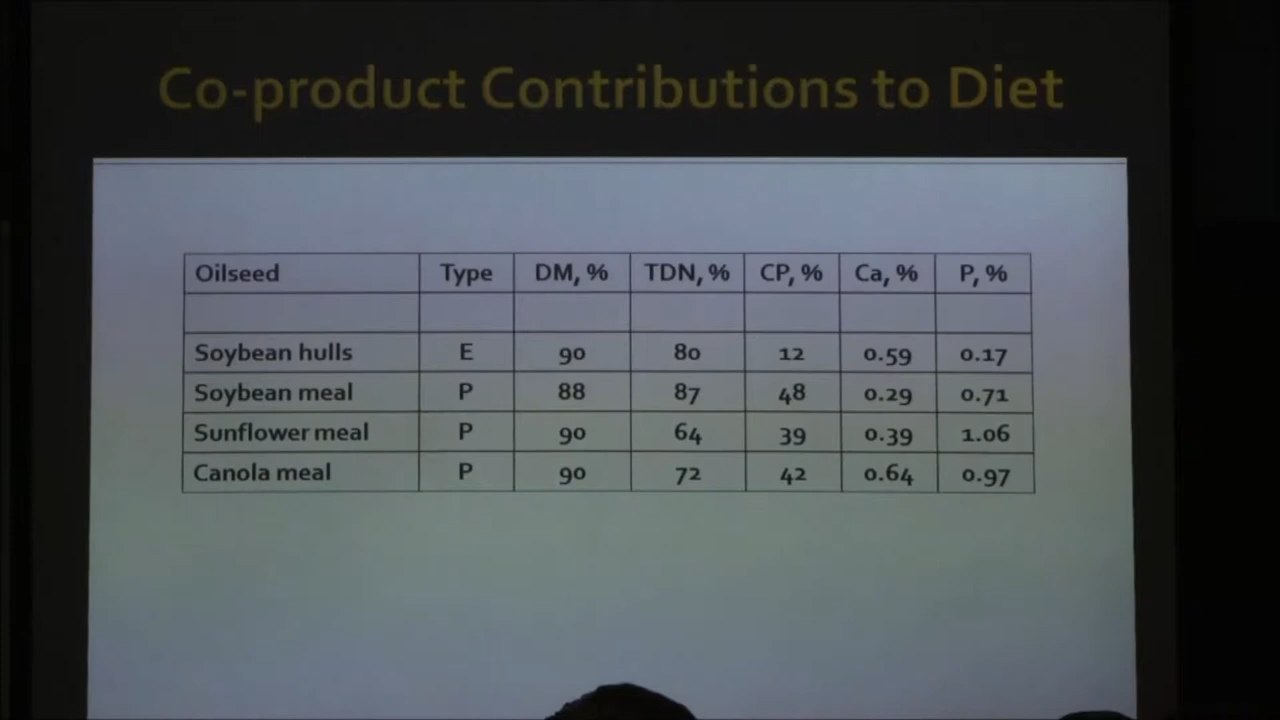 Co-product Contributions to Diet
Oilseed Type DM, % TDN, % CP, % Ca, % P, %
Soybean hulls E 90 80 12 0.59 0.17
Soybean meal P 88 87 48 0.29 0.71
Sunflower meal P 90 64 39 0.39 1.06
Canola meal P 90 72 42 0.64 0.97